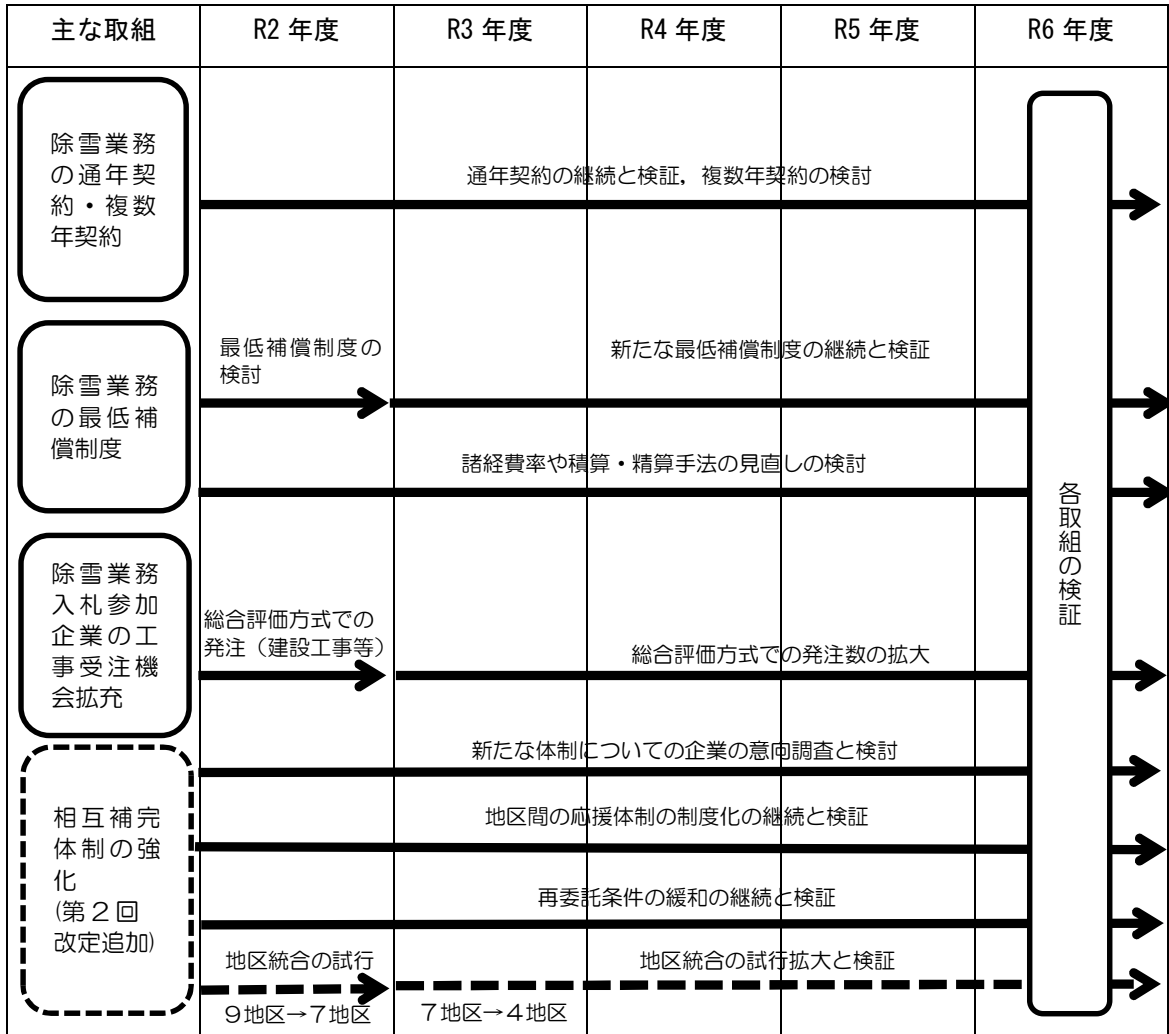 主な取組
R2 年度
R3 年度
R4 年度
R5 年度
R6 年度
除雪業務
の通年契
約・複数
年契約
通年契約の継続と検証，複数年契約の検討
除雪業務
の最低補
償制度
最低補償制度の
検討
新たな最低補償制度の継続と検証
諸経費率や積算・精算手法の見直しの検討
除雪業務
入札参加
企業の工
事受注機
会拡充
総合評価方式での
発注（建設工事等）
総合評価方式での発注数の拡大
相互補完
体制の強
化
(第２回
改定追加)
新たな体制についての企業の意向調査と検討
地区間の応援体制の制度化の継続と検証
再委託条件の緩和の継続と検証
地区統合の試行
地区統合の試行拡大と検証
９地区→７地区
７地区→４地区
各取組の検証